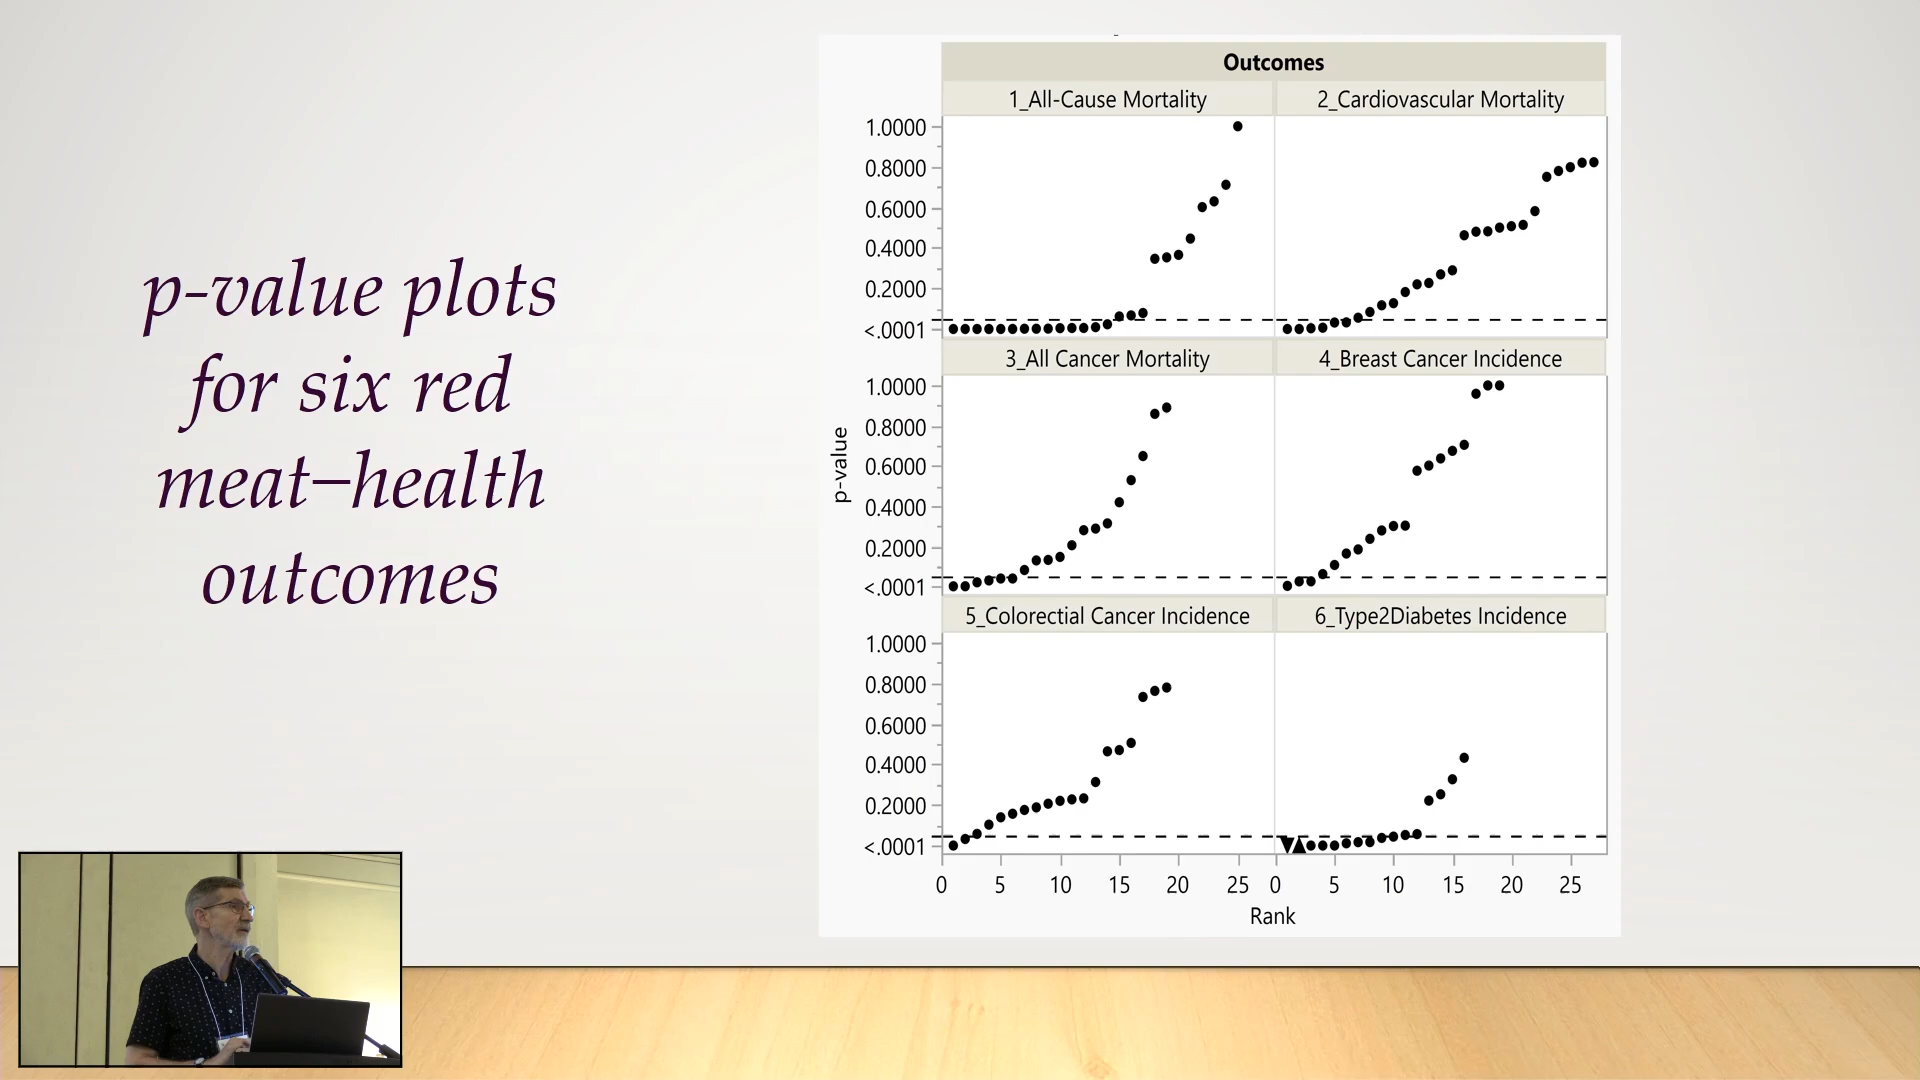 p-value plots
for six red
meat–health
outcomes
Outcomes
1_All-Cause Mortality
2_Cardiovascular Mortality
1.0000
0.8000
0.6000
0.4000
0.2000
<.0001
3_All Cancer Mortality
4_Breast Cancer Incidence
1.0000
0.8000
0.6000
0.4000
0.2000
<.0001
p-value
5_Colorectial Cancer Incidence
6_Type2Diabetes Incidence
1.0000
0.8000
0.6000
0.4000
0.2000
<.0001
0 5 10 15 20 25 0 5 10 15 20 25
Rank